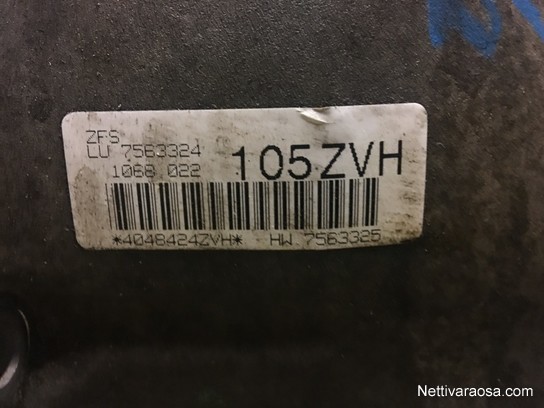 ZFS
LU 7563324
1068 022
105ZVH
*4048424ZVH* HW 7563325
Nettivaraosa.com